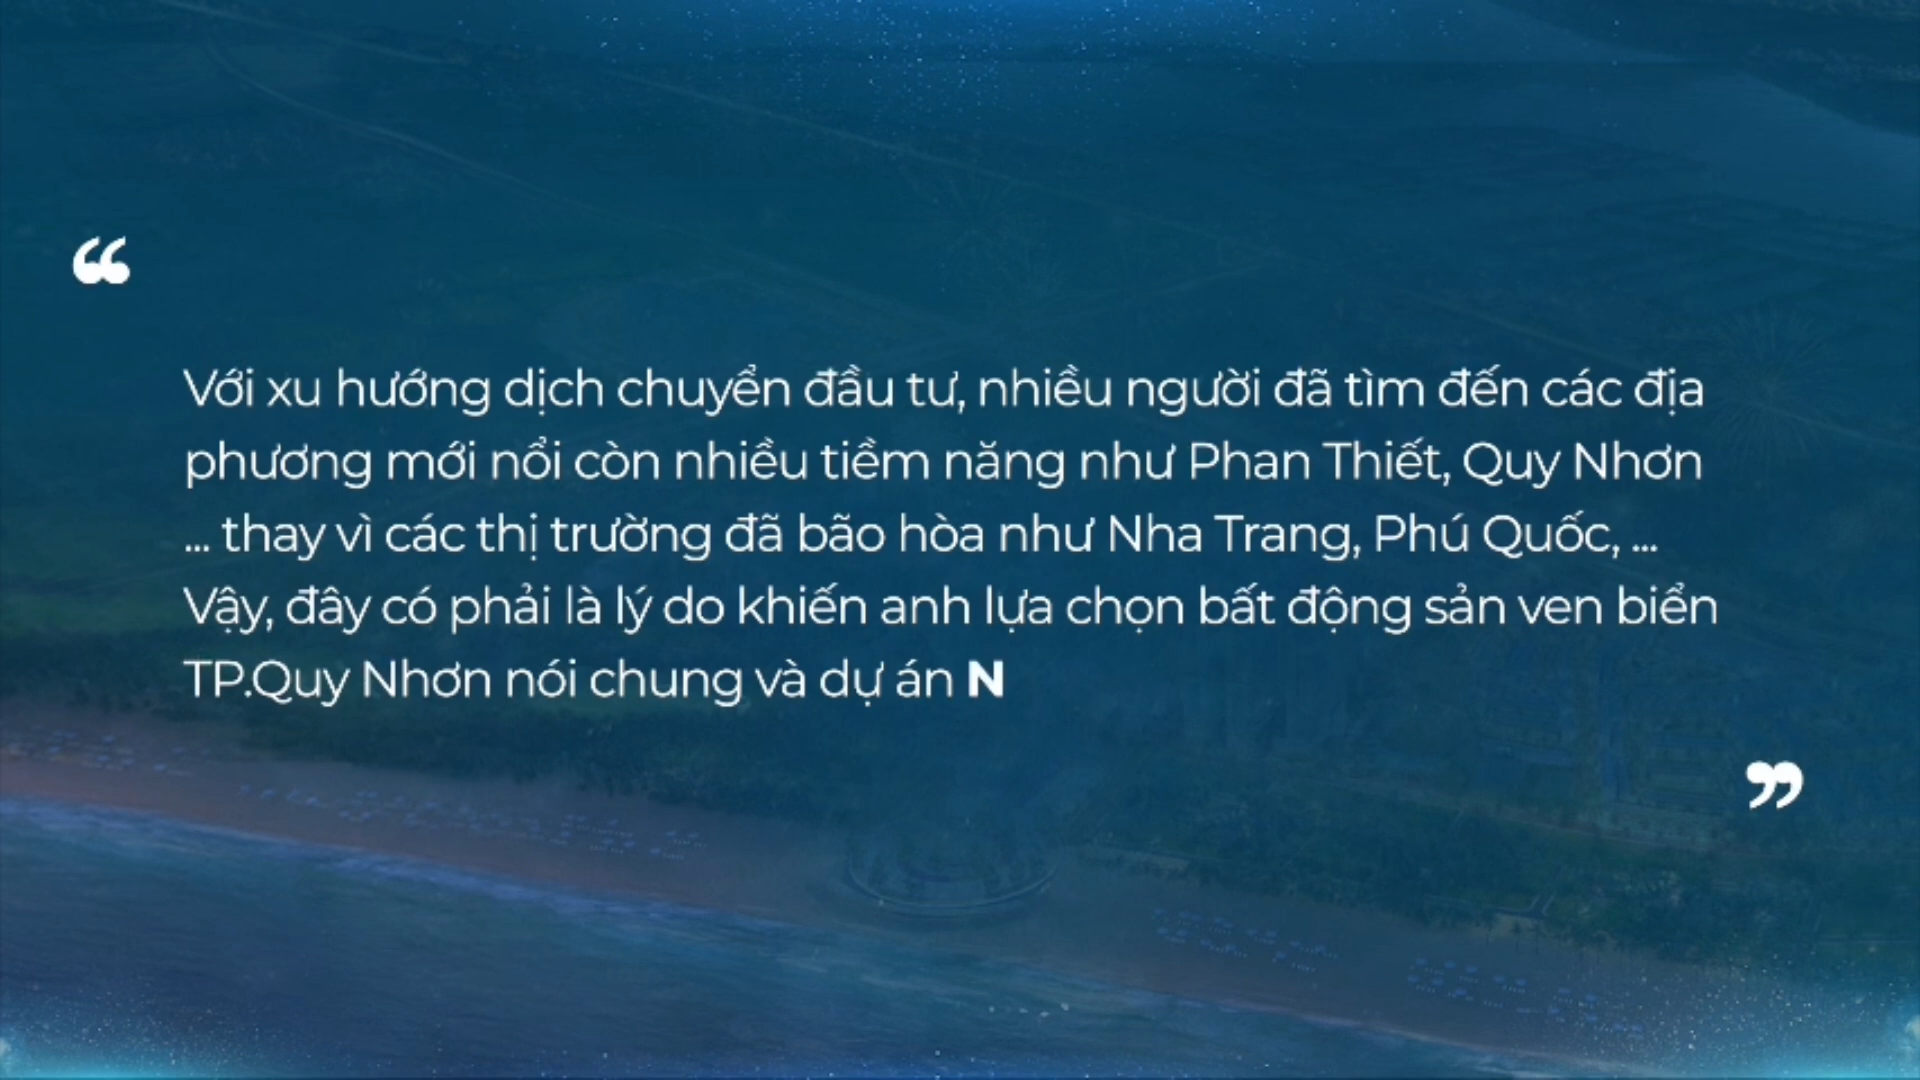 “
Với xu hướng dịch chuyển đầu tư, nhiều người đã tìm đến các địa
phương mới nổi còn nhiều tiềm năng như Phan Thiết, Quy Nhơn
... thay vì các thị trường đã bão hòa như Nha Trang, Phú Quốc, ...
Vậy, đây có phải là lý do khiến anh lựa chọn bất động sản ven biển
TP.Quy Nhơn nói chung và dự án N
”